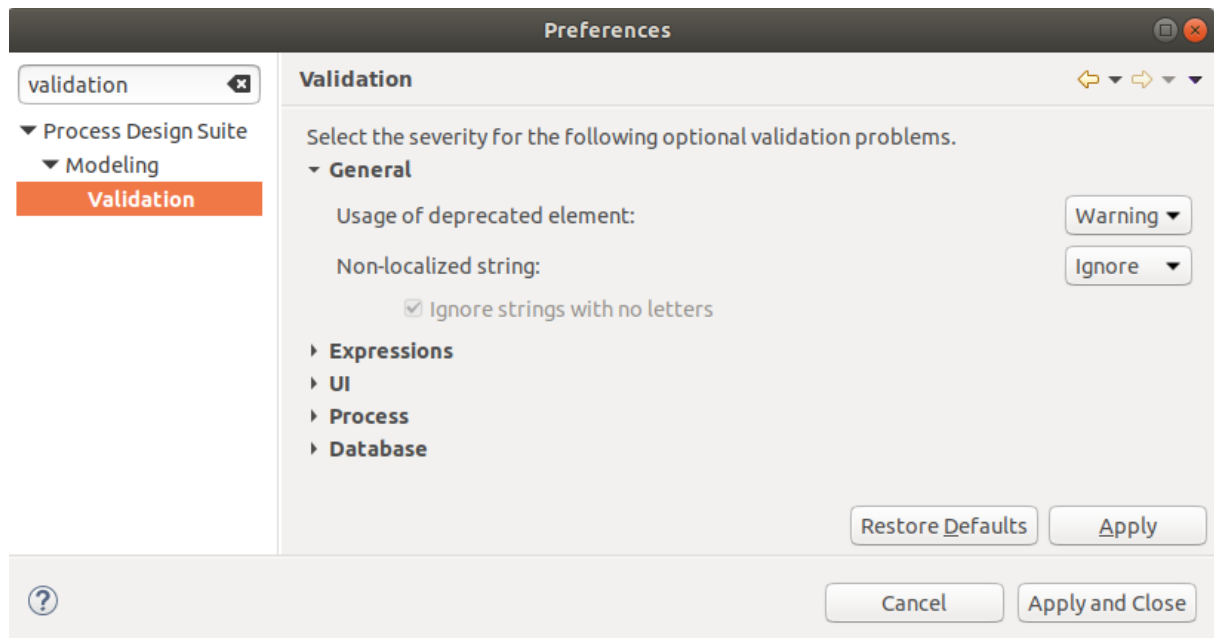 Preferences
validation
Process Design Suite
Modeling
Validation
Validation
Select the severity for the following optional validation problems.
General
Usage of deprecated element: Warning
Non-localized string: Ignore
Ignore strings with no letters
Expressions
UI
Process
Database
Restore Defaults Apply
? Cancel Apply and Close